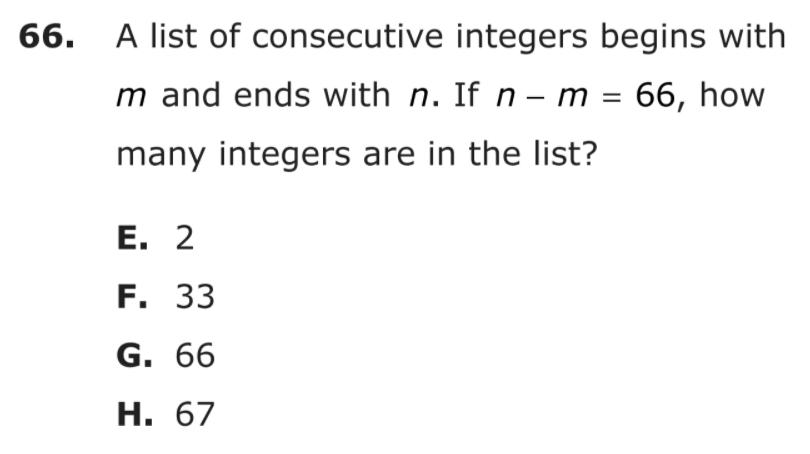 66. A list of consecutive integers begins with
m and ends with n. If n – m = 66, how
many integers are in the list?
E. 2
F. 33
G. 66
H. 67